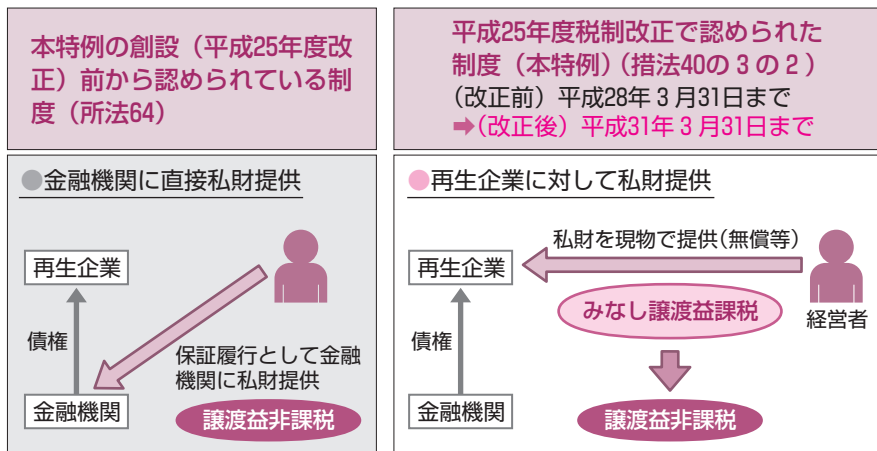 本特例の創設（平成25年度改
正）前から認められている制
度（所法64）
平成25年度税制改正で認められた
制度（本特例）（措法40の3の2）
（改正前）平成28年3月31日まで
➡（改正後）平成31年3月31日まで
●金融機関に直接私財提供
再生企業
債権
保証履行として金融
機関に私財提供
金融機関
譲渡益非課税
●再生企業に対して私財提供
私財を現物で提供（無償等）
再生企業
みなし譲渡益課税
経営者
債権
金融機関
譲渡益非課税